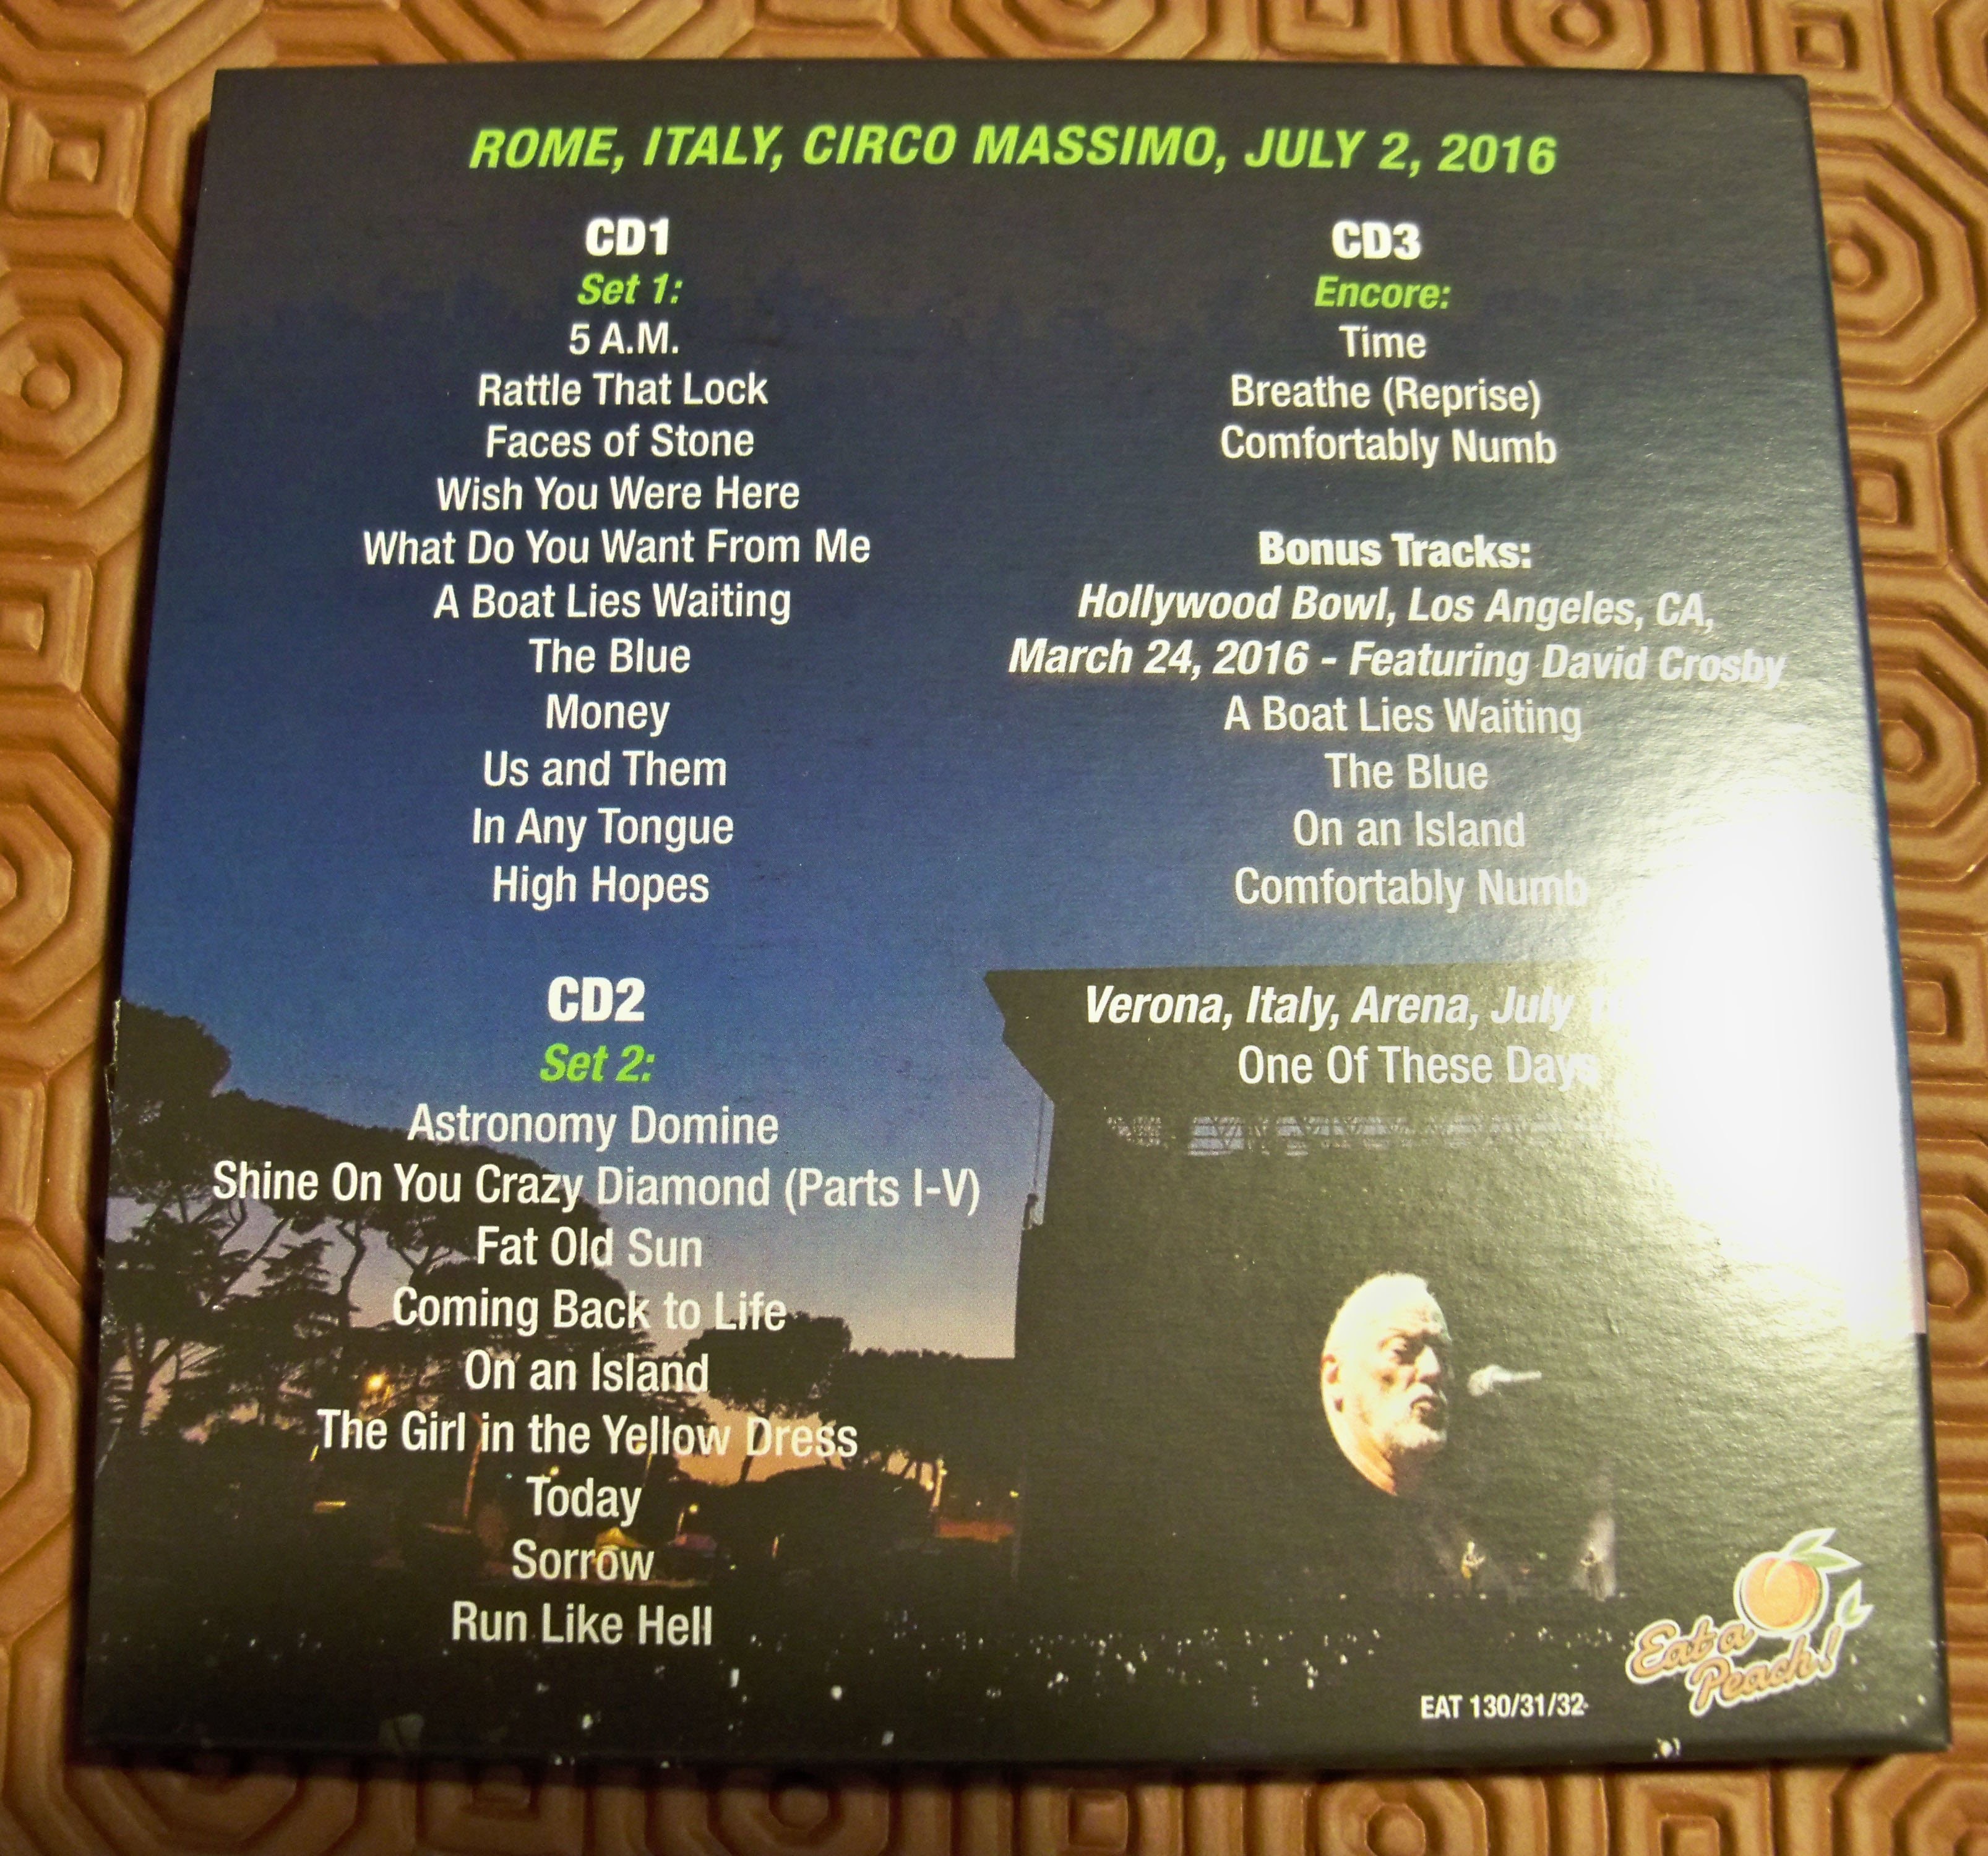 ROME, ITALY, CIRCO MASSIMO, JULY 2, 2016
CD1
Set 1:
5 A.M.
Rattle That Lock
Faces of Stone
Wish You Were Here
What Do You Want From Me
A Boat Lies Waiting
The Blue
Money
Us and Them
In Any Tongue
High Hopes
CD2
Set 2:
Astronomy Domine
Shine On You Crazy Diamond (Parts I-V)
Fat Old Sun
Coming Back to Life
On an Island
The Girl in the Yellow Dress
Today
Sorrow
Run Like Hell
CD3
Encore:
Time
Breathe (Reprise)
Comfortably Numb
Bonus Tracks:
Hollywood Bowl, Los Angeles, CA,
March 24, 2016 - Featuring David Crosby
A Boat Lies Waiting
The Blue
On an Island
Comfortably Numb
Verona, Italy, Arena, July
One Of These Days
Eat a
Peach!
EAT 130/31/32